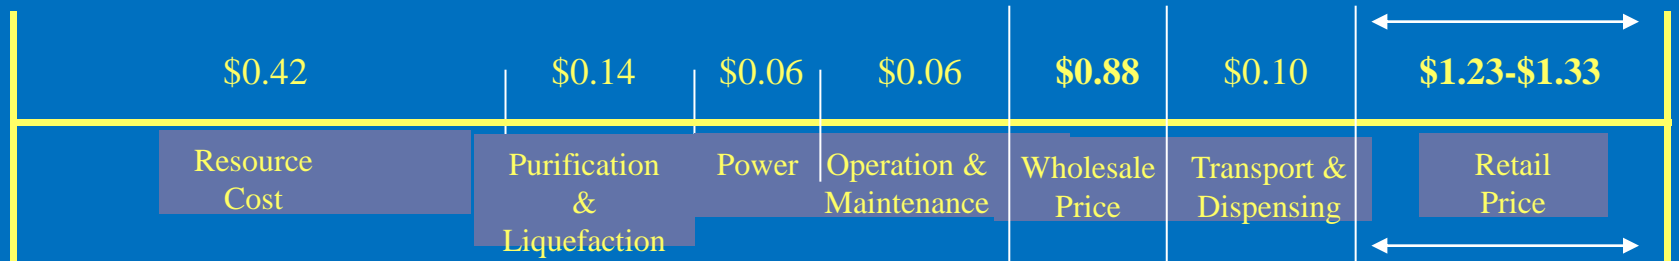 $0.42 $0.14 $0.06 $0.06 $0.88 $0.10 $1.23-$1.33
Resource
Cost
Purification
&
Liquefaction
Power
Operation &
Maintenance
Wholesale
Price
Transport &
Dispensing
Retail
Price